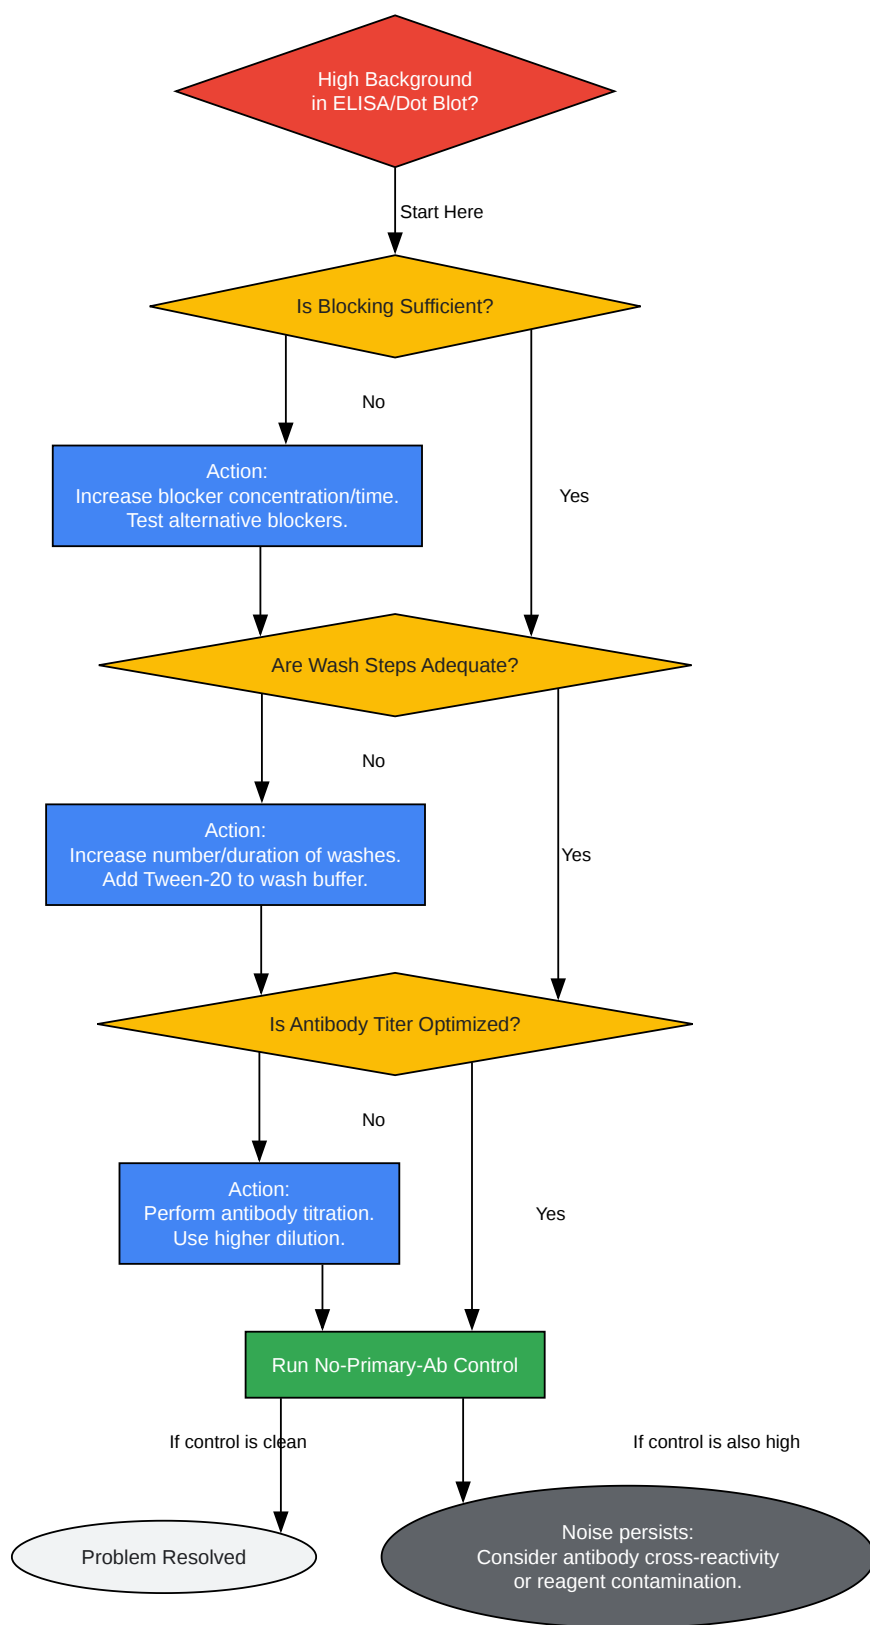 High Background
in ELISA/Dot Blot?
Start Here
Is Blocking Sufficient?
No
Action:
Increase blocker concentration/time.
Test alternative blockers.
Yes
Are Wash Steps Adequate?
No
Action:
Increase number/duration of washes.
Add Tween-20 to wash buffer.
Yes
Is Antibody Titer Optimized?
No
Action:
Perform antibody titration.
Use higher dilution.
Yes
Run No-Primary-Ab Control
If control is clean
If control is also high
Problem Resolved
Noise persists:
Consider antibody cross-reactivity
or reagent contamination.